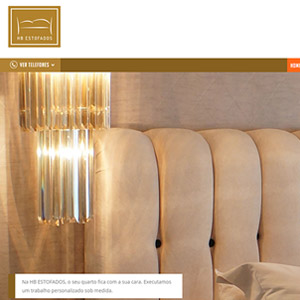 HB ESTOFADOS
VER TELEFONES
HOME
Na HB ESTOFADOS, o seu quarto fica com a sua cara. Executamos
um trabalho personalizado sob medida.